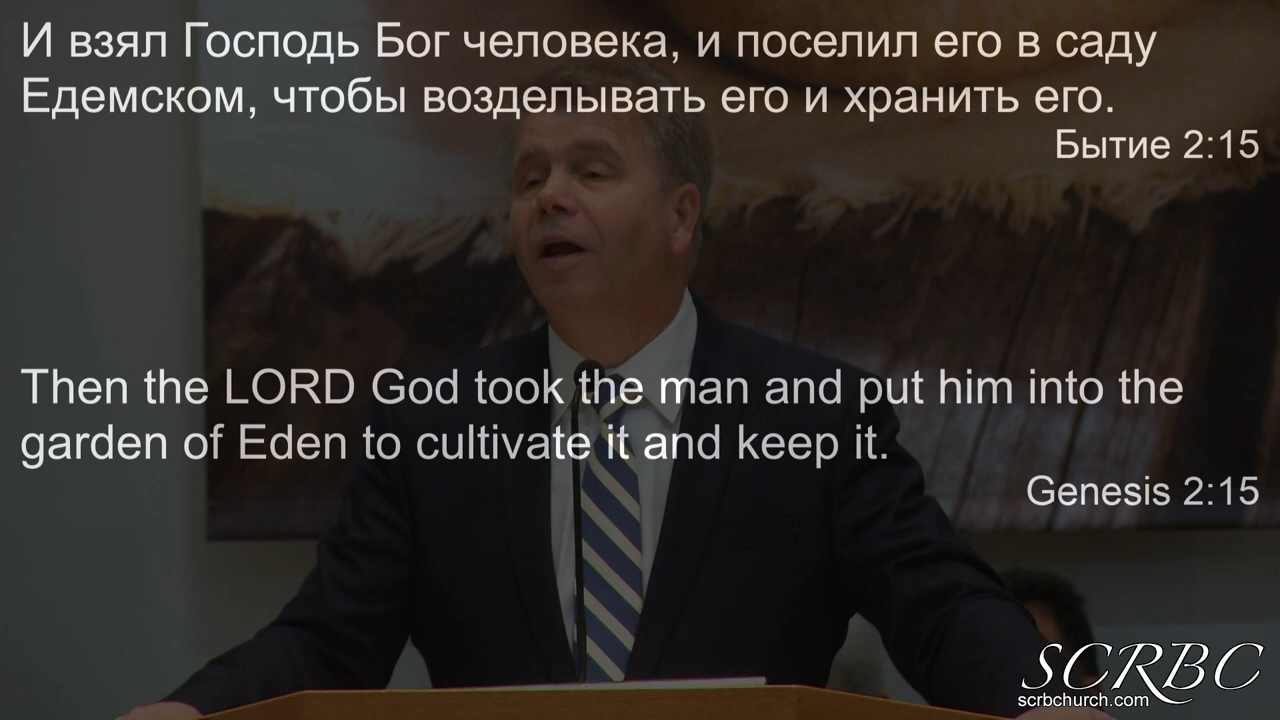 И взял Господь Бог человека, и поселил его в саду
Едемском, чтобы возделывать его и хранить его.
Бытие 2:15
Then the LORD God took the man and put him into the
garden of Eden to cultivate it and keep it.
Genesis 2:15
SCRBC
scrbchurch.com